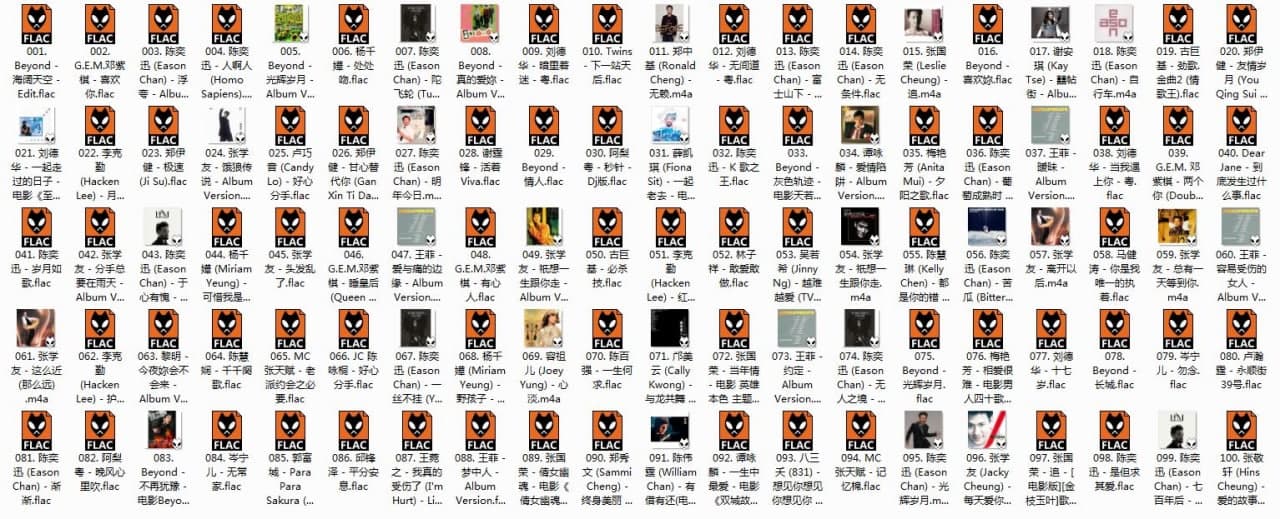 FLAC
001.
Beyond -
海阔天空 -
Edit.flac
FLAC
002.
G.E.M.邓紫
棋 - 喜欢
你.flac
FLAC
003. 陈奕
迅 (Eason
Chan) - 浮
夸 - Albu...
FLAC
004. 陈奕
迅 - 人啊人
(Homo
Sapiens)....
005.
Beyond -
光辉岁月 -
Album V...
FLAC
006. 杨千
嬅 - 处处
吻.flac
007. 陈奕
迅 (Eason
Chan) - 陀
飞轮 (Tu...
008.
Beyond -
真的爱妳 -
Album V...
FLAC
009. 刘德
华 - 暗里着
迷 - 粤.flac
FLAC
010. Twins
- 下一站天
后.flac
011. 郑中
基 (Ronald
Cheng) -
无赖.m4a
FLAC
012. 刘德
华 - 无间道
- 粤.flac
FLAC
013. 陈奕
迅 (Eason
Chan) - 富
士山下 - ...
FLAC
014. 陈奕
迅 (Eason
Chan) - 无
条件.flac
015. 张国
荣 (Leslie
Cheung) -
追.m4a
FLAC
016.
Beyond -
喜欢妳.flac
017. 谢安
琪 (Kay
Tse) - 囍帖
街 - Albu...
eason
018. 陈奕
迅 (Eason
Chan) - 自
行车.m4a
FLAC
019. 古巨
基 - 劲歌.
金曲2 (情
歌王).flac
FLAC
020. 郑伊
健 - 友情岁
月 (You
Qing Sui ...
021. 刘德
华 - 一起走
过的日子 -
电影《至...
FLAC
022. 李克
勤
(Hacken
Lee) - 月...
FLAC
023. 郑伊
健 - 极速
(Ji Su).flac
024. 张学
友 - 饿狼传
说 - Album
Version....
FLAC
025. 卢巧
音 (Candy
Lo) - 好心
分手.flac
FLAC
026. 郑伊
健 - 甘心替
代你 (Gan
Xin Ti Da...
027. 陈奕
迅 (Eason
Chan) - 明
年今日.m...
FLAC
028. 谢霆
锋 - 活着
Viva.flac
FLAC
029.
Beyond -
情人.flac
FLAC
030. 阿梨
粤 - 秒针 -
Dj版.flac
031. 薛凯
琪 (Fiona
Sit) - 一起
老去 - 电...
FLAC
032. 陈奕
迅 - K 歌之
王.flac
FLAC
033.
Beyond -
灰色轨迹 -
电影天若...
034. 谭咏
麟 - 爱情陷
阱 - Album
Version....
FLAC
035. 梅艳
芳 (Anita
Mui) - 夕
阳之歌.flac
FLAC
036. 陈奕
迅 (Eason
Chan) - 葡
萄成熟时 ...
037. 王菲 -
暧昧 -
Album
Version....
FLAC
038. 刘德
华 - 当我逼
上你 - 粤.
flac
FLAC
039.
G.E.M. 邓
紫棋 - 两个
你 (Doub...
FLAC
040. Dear
Jane - 到
底发生过什
么事.flac
FLAC
041. 陈奕
迅 - 岁月如
歌.flac
FLAC
042. 张学
友 - 分手总
要在雨天 -
Album V...
043. 陈奕
迅 (Eason
Chan) - 于
心有愧 - ...
FLAC
044. 杨千
嬅 (Miriam
Yeung) -
可惜我是...
FLAC
045. 张学
友 - 头发乱
了.flac
FLAC
046.
G.E.M.邓紫
棋 - 睡皇后
(Queen ...
047. 王菲 -
爱与痛的边
缘 - Album
Version....
FLAC
048.
G.E.M.邓紫
棋 - 有心
人.flac
049. 张学
友 - 祇想一
生跟你走 -
Album V...
FLAC
050. 古巨
基 - 必杀
技.flac
FLAC
051. 李克
勤
(Hacken
Lee) - 红...
FLAC
052. 林子
祥 - 敢爱敢
做.flac
FLAC
053. 吴若
希 (Jinny
Ng) - 越难
越爱 (TV...
054. 张学
友 - 祇想一
生跟你走.
m4a
FLAC
055. 陈慧
琳 (Kelly
Chen) - 都
是你的错 ...
056. 陈奕
迅 (Eason
Chan) - 苦
瓜 (Bitter...
057. 张学
友 - 离开以
后.m4a
FLAC
058. 马健
涛 - 你是我
唯一的执
着.flac
059. 张学
友 - 总有一
天等到你.
m4a
060. 王菲 -
容易受伤的
女人 -
Album V...
061. 张学
友 - 这么近
(那么远)
.m4a
FLAC
062. 李克
勤
(Hacken
Lee) - 护...
FLAC
063. 黎明 -
今夜妳会不
会来 -
Album V...
FLAC
064. 陈慧
娴 - 千千阕
歌.flac
FLAC
065. MC
张天赋 - 老
派约会之必
要.flac
FLAC
066. JC 陈
咏桐 - 好心
分手.flac
067. 陈奕
迅 (Eason
Chan) - 一
丝不挂 (Y...
FLAC
068. 杨千
嬅 (Miriam
Yeung) -
野孩子 - ...
069. 容祖
儿 (Joey
Yung) - 心
淡.m4a
FLAC
070. 陈百
强 - 一生何
求.flac
071. 邝美
云 (Cally
Kwong) -
与龙共舞 ...
FLAC
072. 张国
荣 - 当年情
- 电影 英雄
本色 主题...
073. 王菲 -
约定 -
Album
Version....
074. 陈奕
迅 (Eason
Chan) - 无
人之境 - ...
FLAC
075.
Beyond -
光辉岁月.
flac
FLAC
076. 梅艳
芳 - 相爱很
难 - 电影男
人四十歌...
FLAC
077. 刘德
华 - 十七
岁.flac
FLAC
078.
Beyond -
长城.flac
FLAC
079. 岑宁
儿 - 勿念.
flac
FLAC
080. 卢瀚
霆 - 永顺街
39号.flac
FLAC
081. 陈奕
迅 (Eason
Chan) - 渐
渐.flac
FLAC
082. 阿梨
粤 - 晚风心
里吹.flac
083.
Beyond -
不再犹豫 -
电影Beyo...
FLAC
084. 岑宁
儿 - 无常
家.flac
FLAC
085. 郭富
城 - Para
Para
Sakura (...
FLAC
086. 邱锋
泽 - 平分安
息.flac
FLAC
087. 王菀
之 - 我真的
受伤了 (I'm
Hurt) - Li...
FLAC
088. 王菲 -
梦中人 -
Album
Version.f...
FLAC
089. 张国
荣 - 倩女幽
魂 - 电影《
倩女幽魂...
FLAC
090. 郑秀
文 (Sammi
Cheng) -
终身美丽 ...
091. 陈伟
霆 (William
Chan) - 有
借有还(电...
FLAC
092. 谭咏
麟 - 一生中
最爱 - 电影
《双城故...
FLAC
093. 八三
夭 (831) -
想见你想见
你想见你 ...
FLAC
094. MC
张天赋 - 记
忆棉.flac
095. 陈奕
迅 (Eason
Chan) - 光
辉岁月.m...
096. 张学
友 (Jacky
Cheung) -
每天爱你...
FLAC
097. 张国
荣 - 追 - [
电影版][金
枝玉叶]歌...
FLAC
098. 陈奕
迅 - 是但求
其爱.flac
099. 陈奕
迅 (Eason
Chan) - 七
百年后 - ...
FLAC
100. 张敬
轩 (Hins
Cheung) -
爱的故事...